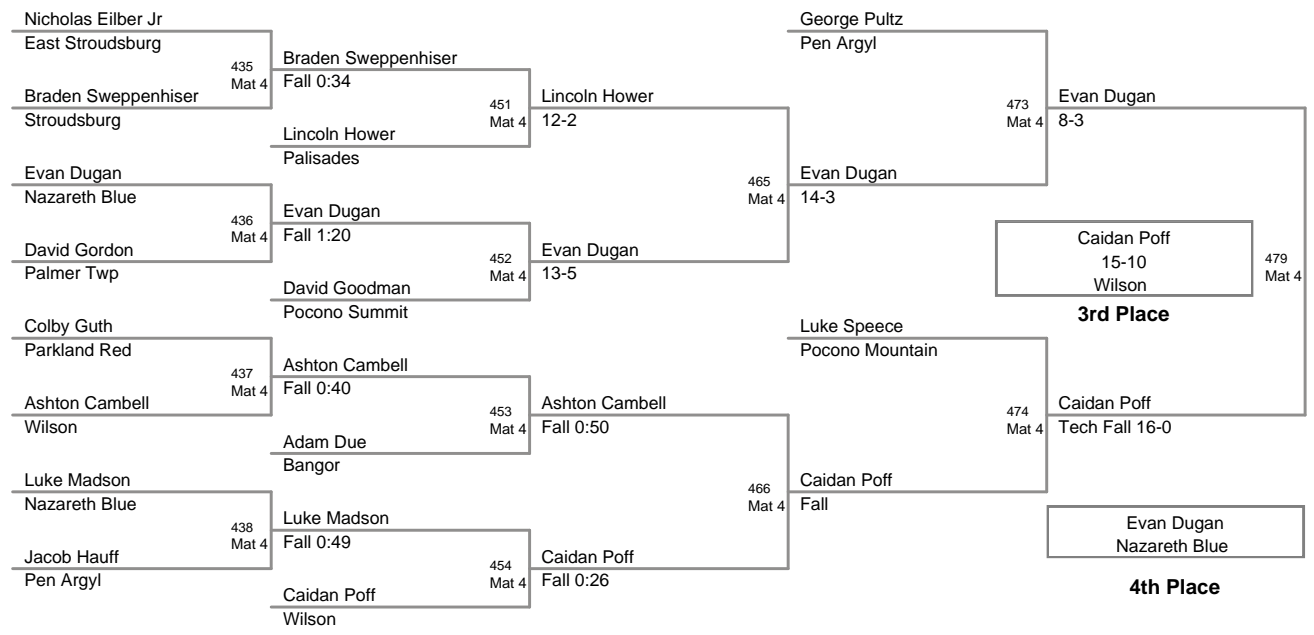 Nicholas Eilber Jr
East Stroudsburg
435
Mat 4
Braden Sweppenhiser
Stroudsburg
Braden Sweppenhiser
Fall 0:34
451
Mat 4
Lincoln Hower
Palisades
Lincoln Hower
12-2
Evan Dugan
Nazareth Blue
436
Mat 4
David Gordon
Palmer Twp
Evan Dugan
Fall 1:20
452
Mat 4
David Goodman
Pocono Summit
Evan Dugan
13-5
465
Mat 4
Evan Dugan
14-3
George Pultz
Pen Argyl
473
Mat 4
Evan Dugan
8-3
Colby Guth
Parkland Red
437
Mat 4
Ashton Cambell
Wilson
Ashton Cambell
Fall 0:40
453
Mat 4
Adam Due
Bangor
Ashton Cambell
Fall 0:50
Luke Madson
Nazareth Blue
438
Mat 4
Jacob Hauff
Pen Argyl
Luke Madson
Fall 0:49
454
Mat 4
Caidan Poff
Wilson
Caidan Poff
Fall 0:26
466
Mat 4
Caidan Poff
Fall
Luke Speece
Pocono Mountain
474
Mat 4
Caidan Poff
Tech Fall 16-0
479
Mat 4
Caidan Poff
15-10
Wilson
3rd Place
Evan Dugan
Nazareth Blue
4th Place